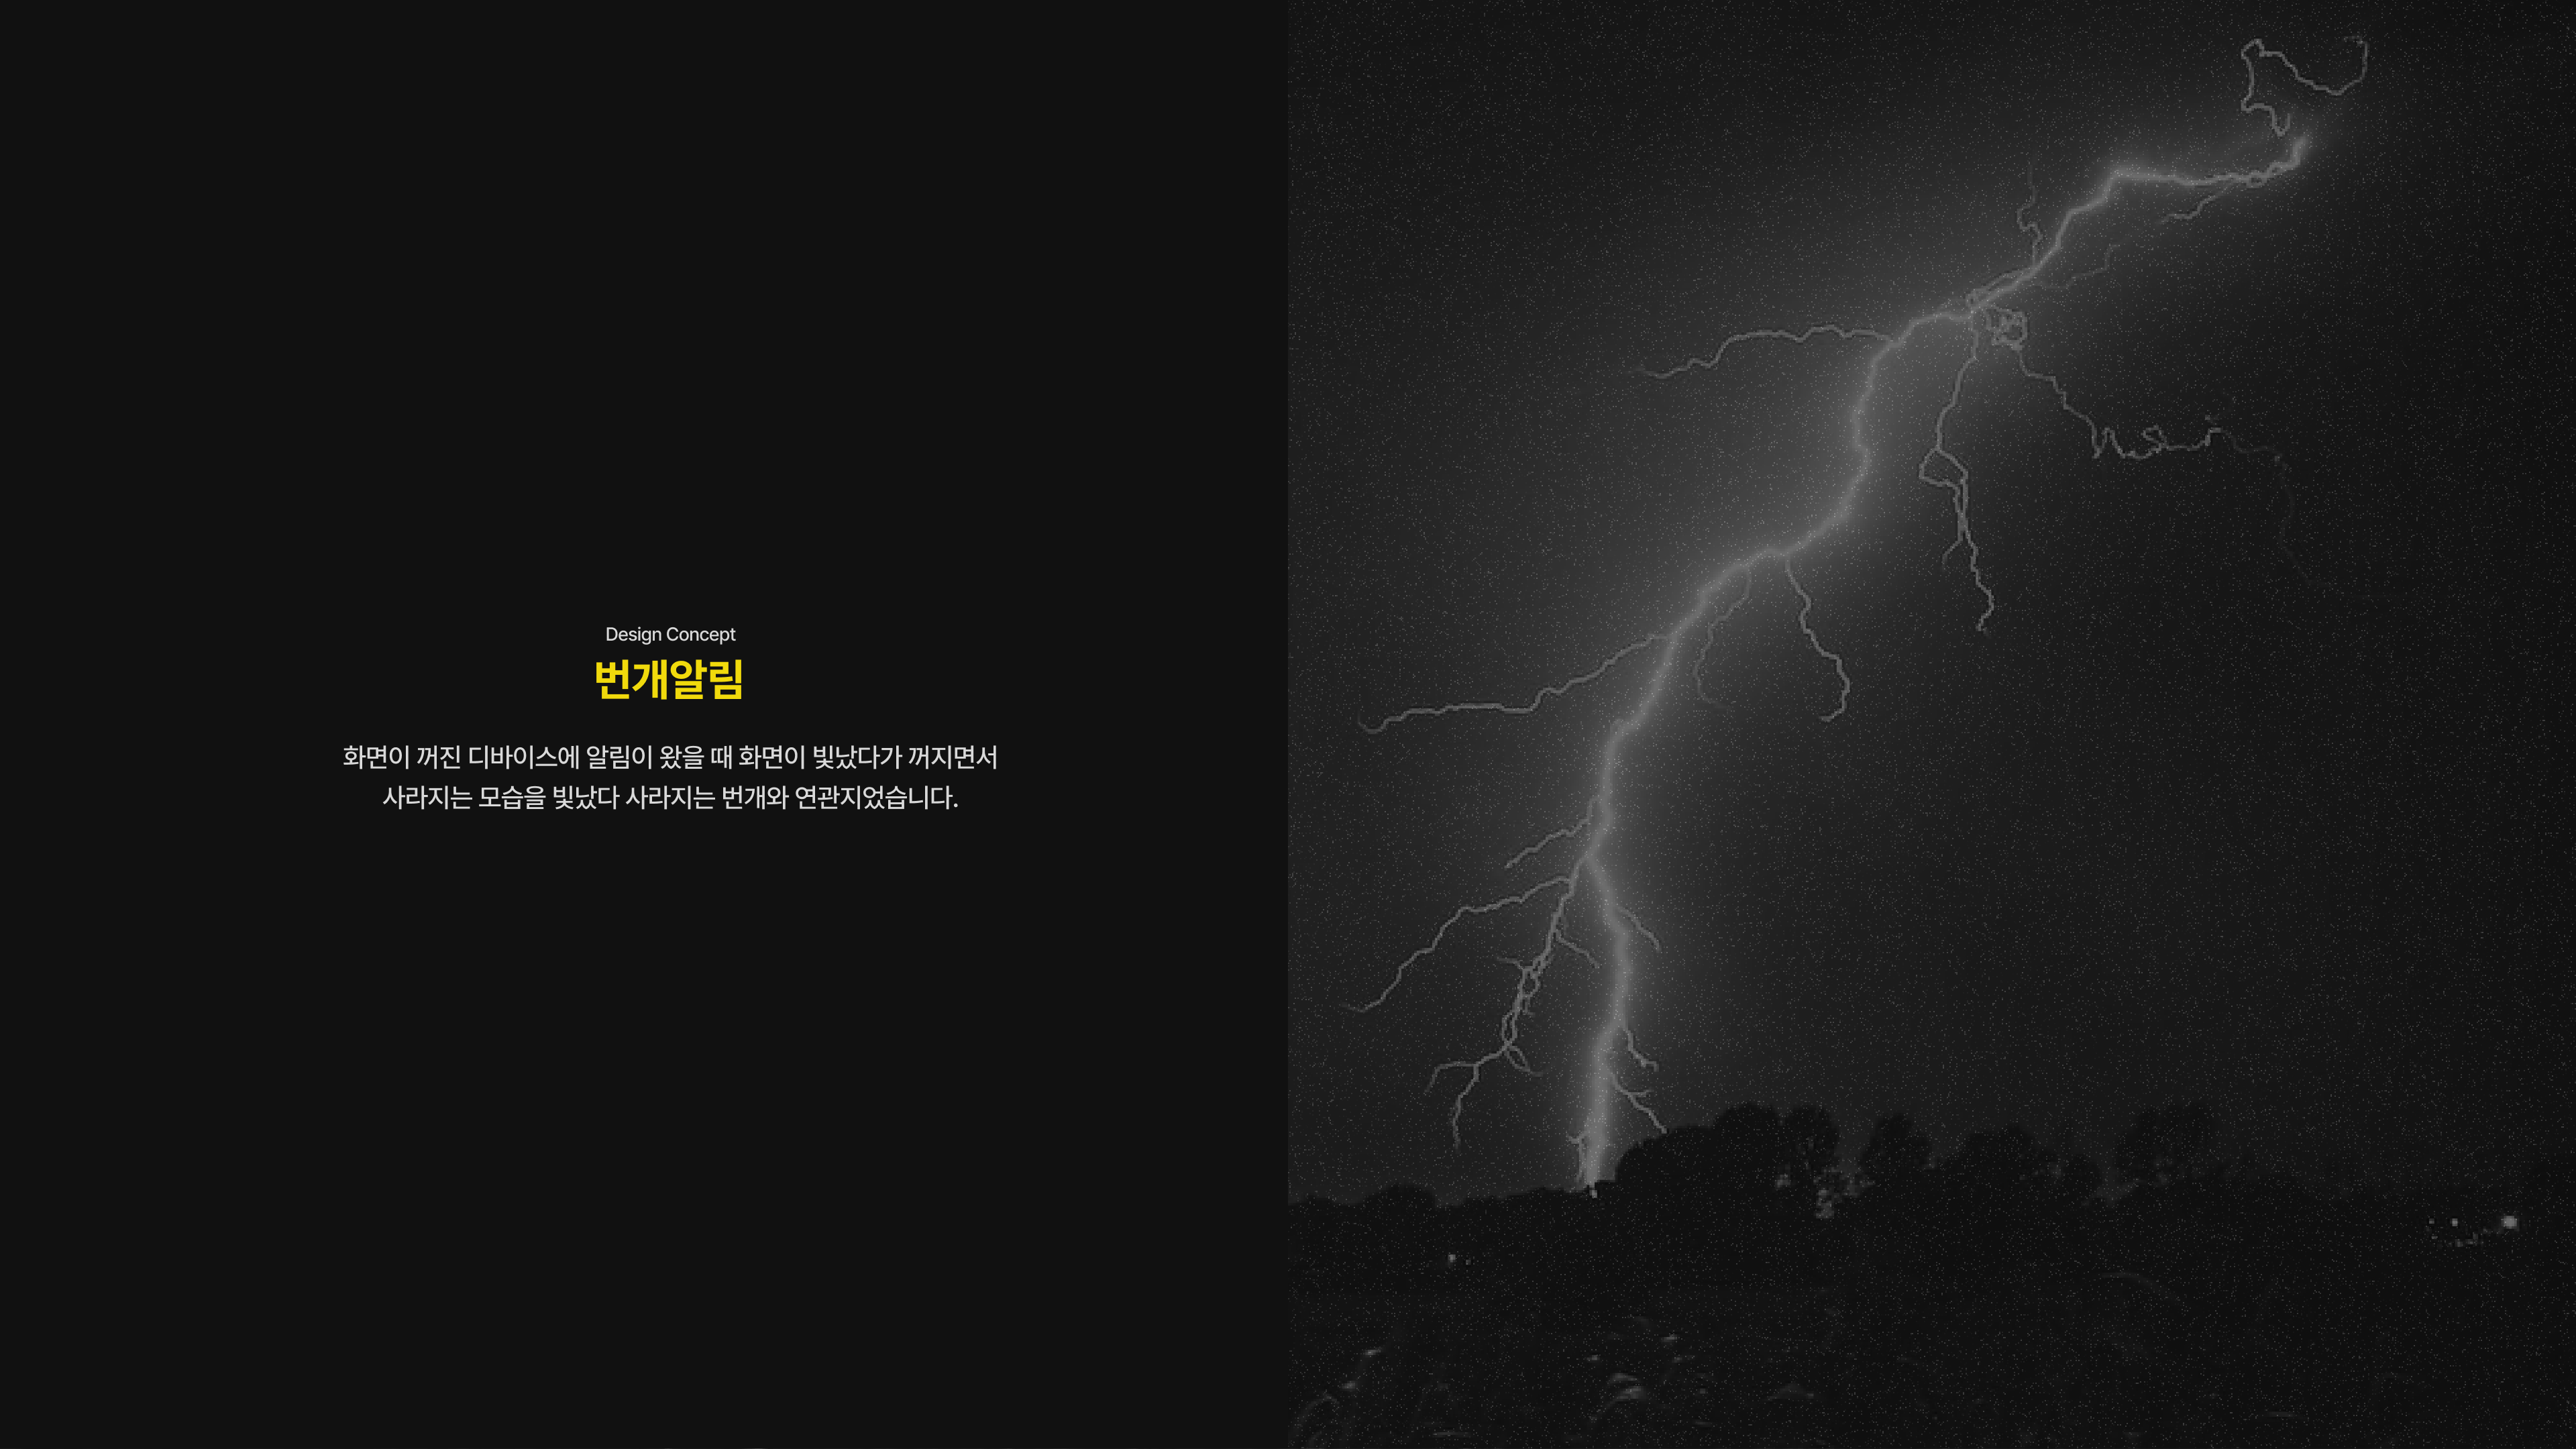 Design Concept
번개알림
화면이 꺼진 디바이스에 알림이 왔을 때 화면이 빛났다가 꺼지면서
사라지는 모습을 빛났다 사라지는 번개와 연관지었습니다.